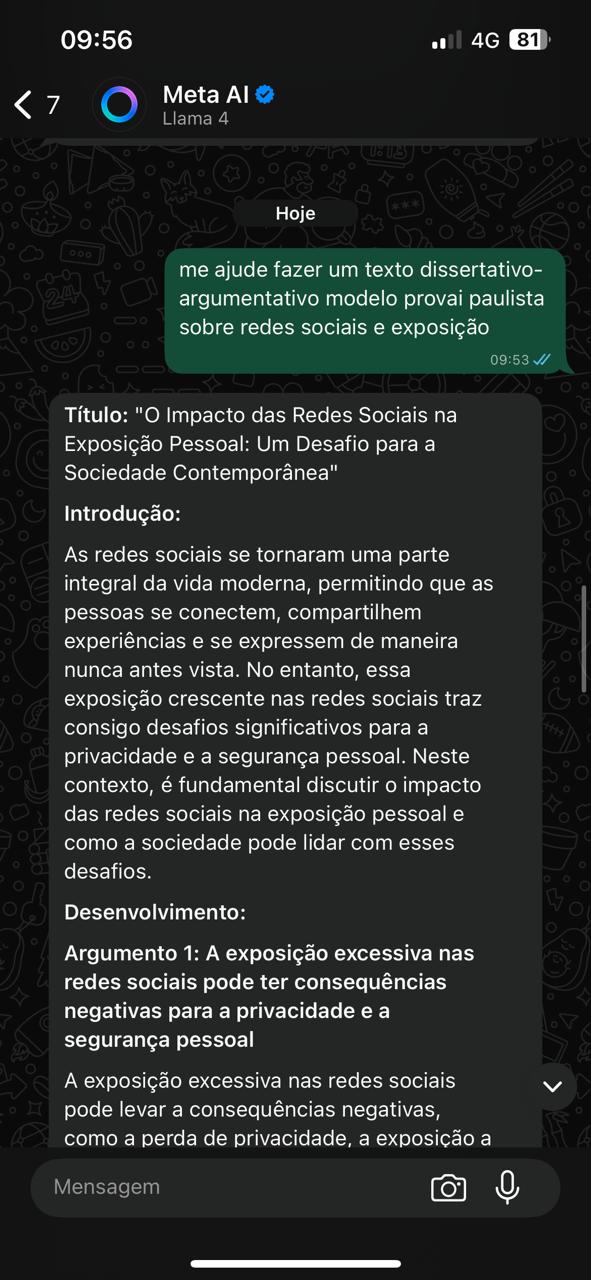 09:56
4G 81
7
Meta AI
Llama 4
Hoje
me ajude fazer um texto dissertativo-
argumentativo modelo provai paulista
sobre redes sociais e exposição
09:53
Título: "O Impacto das Redes Sociais na
Exposição Pessoal: Um Desafio para a
Sociedade Contemporânea"
Introdução:
As redes sociais se tornaram uma parte
integral da vida moderna, permitindo que as
pessoas se conectem, compartilhem
experiências e se expressem de maneira
nunca antes vista. No entanto, essa
exposição crescente nas redes sociais traz
consigo desafios significativos para a
privacidade e a segurança pessoal. Neste
contexto, é fundamental discutir o impacto
das redes sociais na exposição pessoal e
como a sociedade pode lidar com esses
desafios.
Desenvolvimento:
Argumento 1: A exposição excessiva nas
redes sociais pode ter consequências
negativas para a privacidade e a
segurança pessoal
A exposição excessiva nas redes sociais
pode levar a consequências negativas,
como a perda de privacidade, a exposição a
Mensagem